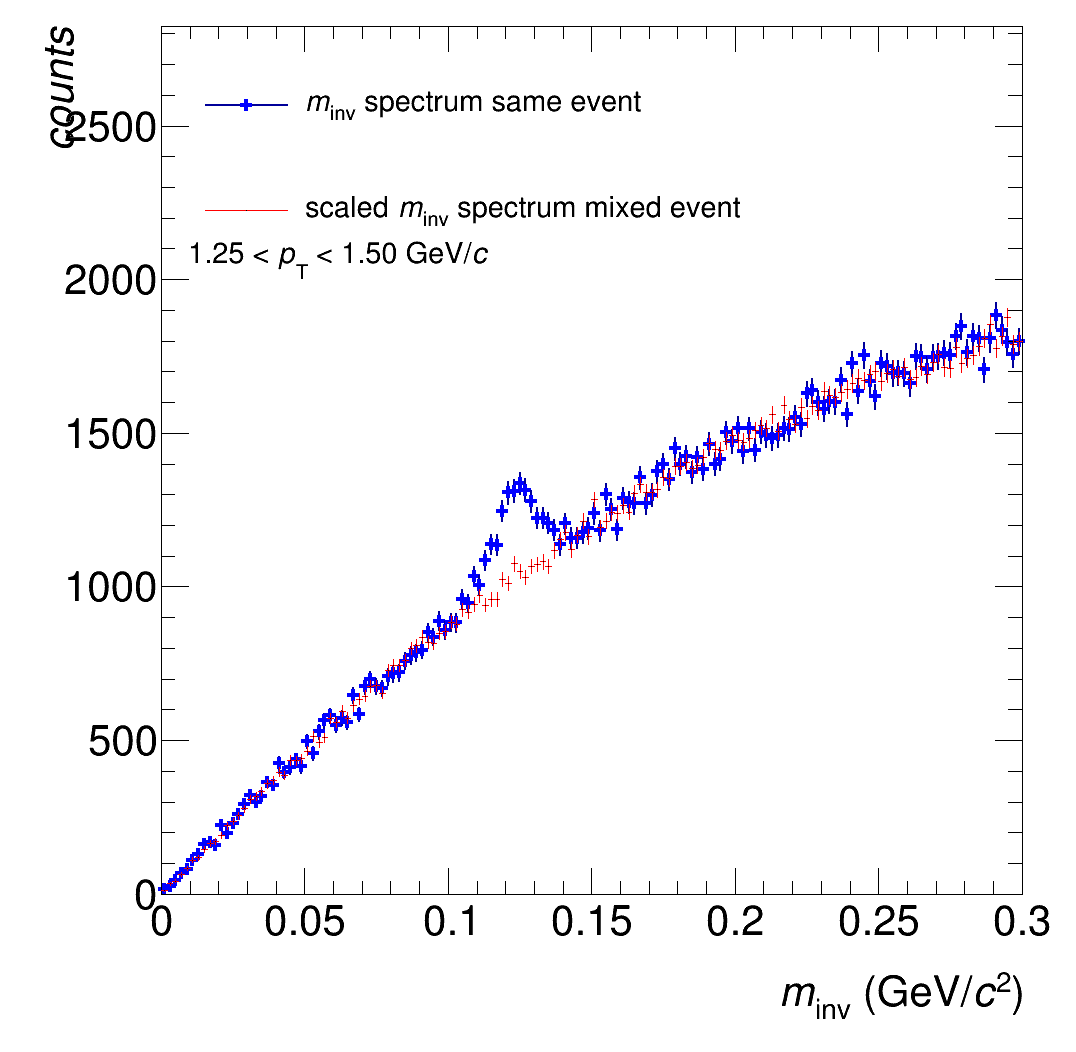 counts
m_inv spectrum same event
2500
scaled m_inv spectrum mixed event
1.25 < p_T < 1.50 GeV/c
2000
1500
1000
500
0
0 0.05 0.1 0.15 0.2 0.25 0.3
m_inv (GeV/c²)